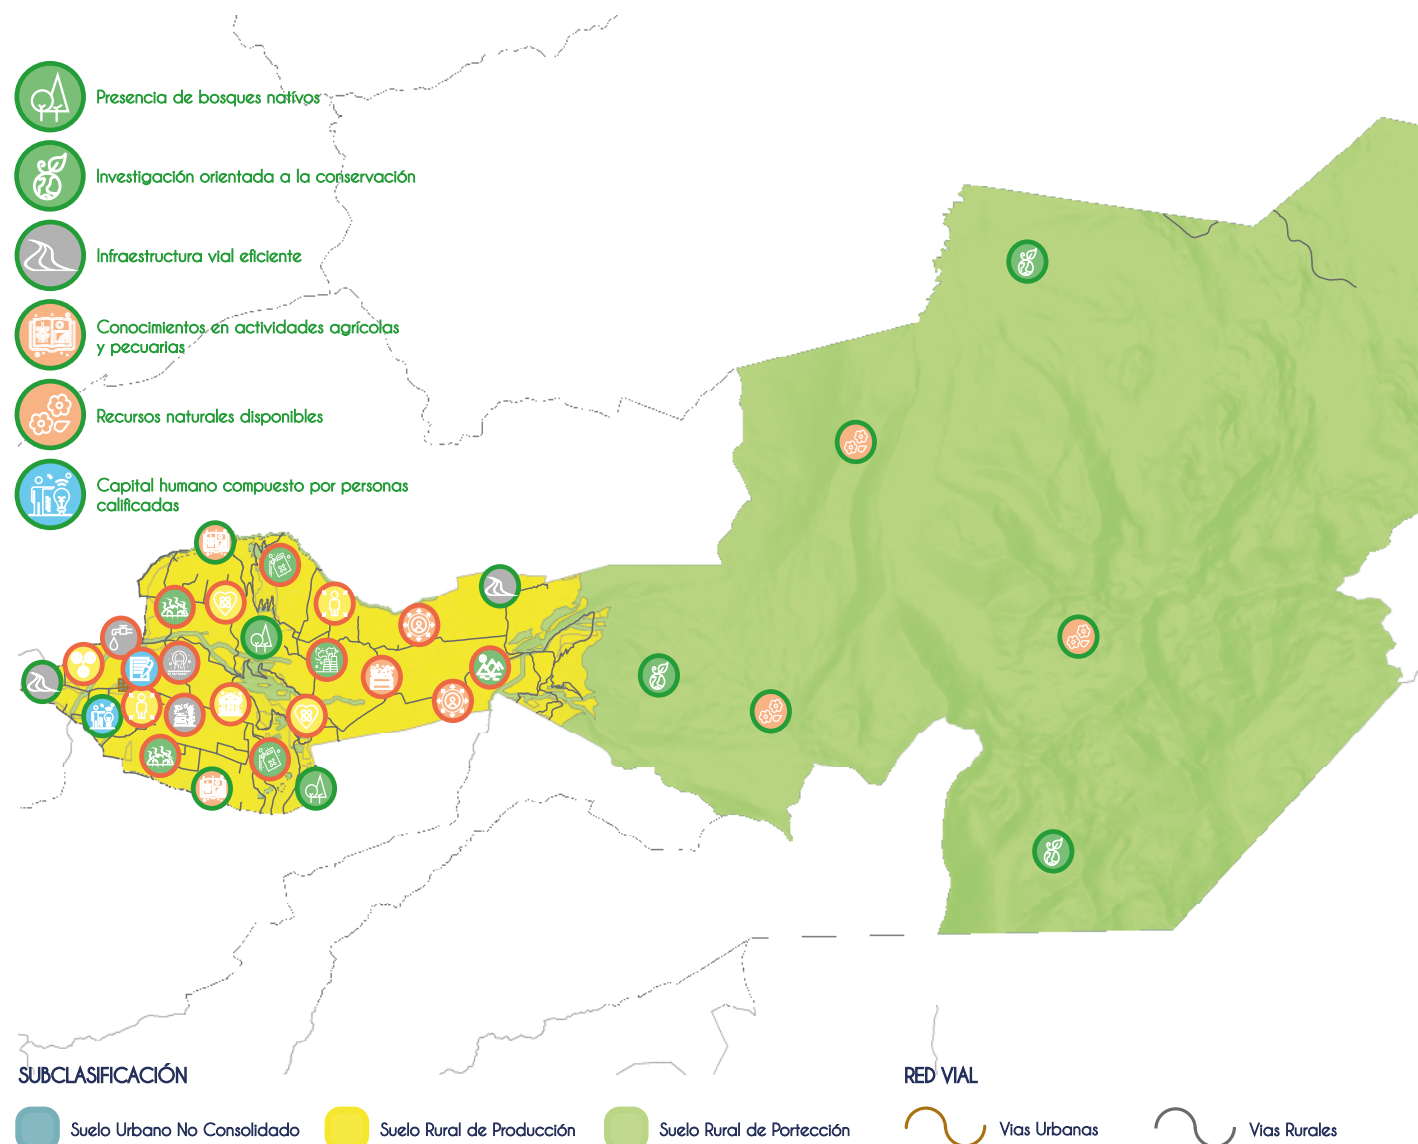 Presencia de bosques nativos
Investigación orientada a la conservación
Infraestructura vial eficiente
Conocimientos en actividades agrícolas
y pecuarias
Recursos naturales disponibles
Capital humano compuesto por personas
calificadas
SUBCLASIFICACIÓN
RED VIAL
Suelo Urbano No Consolidado
Suelo Rural de Producción
Suelo Rural de Portección
Vias Urbanas
Vias Rurales